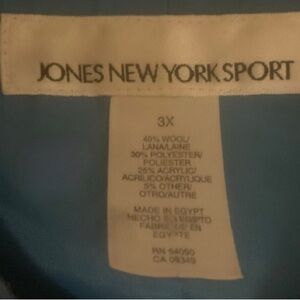 JONES NEW YORK SPORT
3X
40% WOOL/
LANA/LAINE
30% POLYESTER/
POLIESTER
25% ACRYLIC/
ACRILICO/ACRYLIQUE
5% OTHER/
OTRO/AUTRE
MADE IN EGYPT
HECHO EN EGIPTO
FABRIQUE EN
EGYPTE
RN 54050
CA 08349